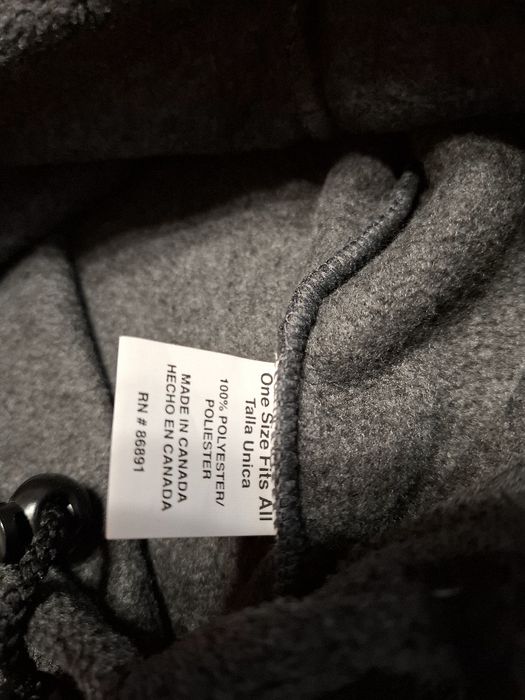 One Size Fits All
Talla Unica
100% POLYESTER/
POLIESTER
MADE IN CANADA
HECHO EN CANADA
RN # 86891